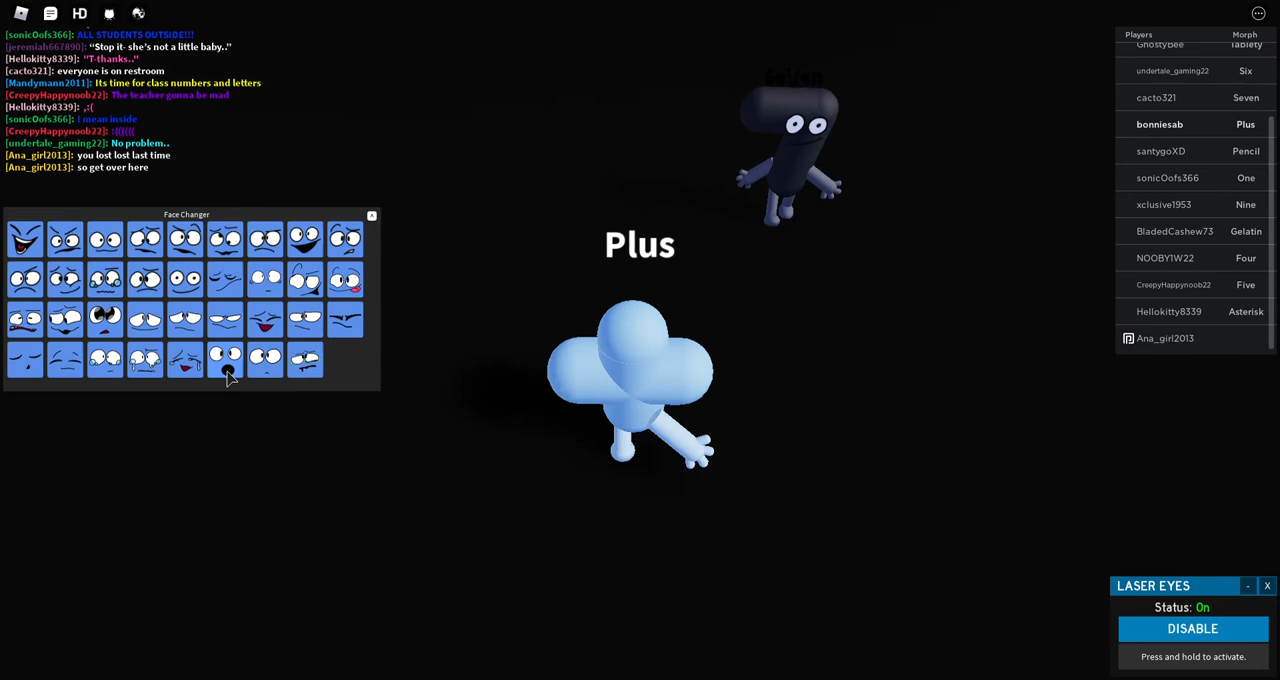 HD
[sonicOofs366]: ALL STUDENTS OUTSIDE!!!
[jeremiah667890]: “Stop it- she’s not a little baby..”
[Hellokitty8339]: "T-thanks.."
[cacto321]: everyone is on restroom
[Mandymann2011]: Its time for class numbers and letters
[CreepyHappynoob22]: The teacher gonna be mad
[Hellokitty8339]: ,:(
[sonicOofs366]: I mean inside
[CreepyHappynoob22]: :((((((
[undertale_gaming22]: No problem..
[Ana_girl2013]: you lost lost last time
[Ana_girl2013]: so get over here
Face Changer
Seven
Plus
Players Morph
GhostyBee Tablety
undertale_gaming22 Six
cacto321 Seven
bonniesab Plus
santygoXD Pencil
sonicOofs366 One
xclusive1953 Nine
BladedCashew73 Gelatin
NOOBY1W22 Four
CreepyHappynoob22 Five
Hellokitty8339 Asterisk
Ana_girl2013
LASER EYES - X
Status: On
DISABLE
Press and hold to activate.